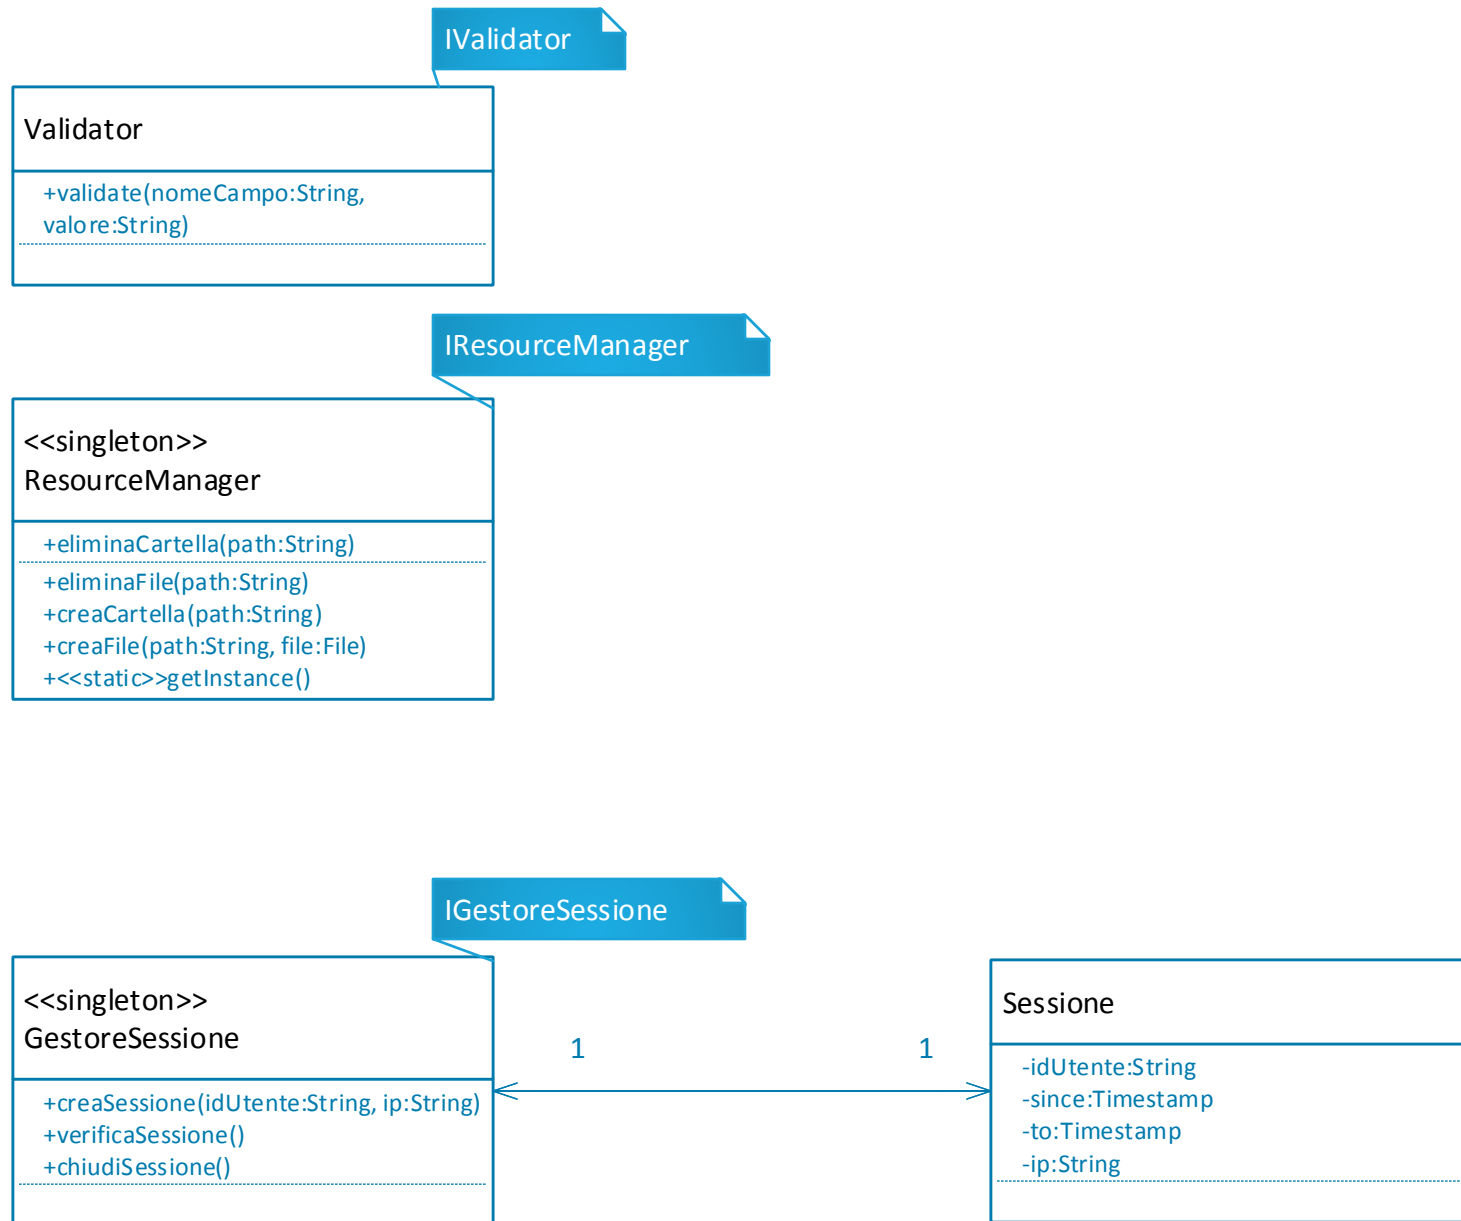 IValidator
Validator
+validate(nomeCampo:String,
valore:String)
IResourceManager
<<singleton>>
ResourceManager
+eliminaCartella(path:String)
+eliminaFile(path:String)
+creaCartella(path:String)
+creaFile(path:String, file:File)
+<<static>>getInstance()
IGestoreSessione
<<singleton>>
GestoreSessione
+creaSessione(idUtente:String, ip:String)
+verificaSessione()
+chiudiSessione()
1
1
Sessione
-idUtente:String
-since:Timestamp
-to:Timestamp
-ip:String